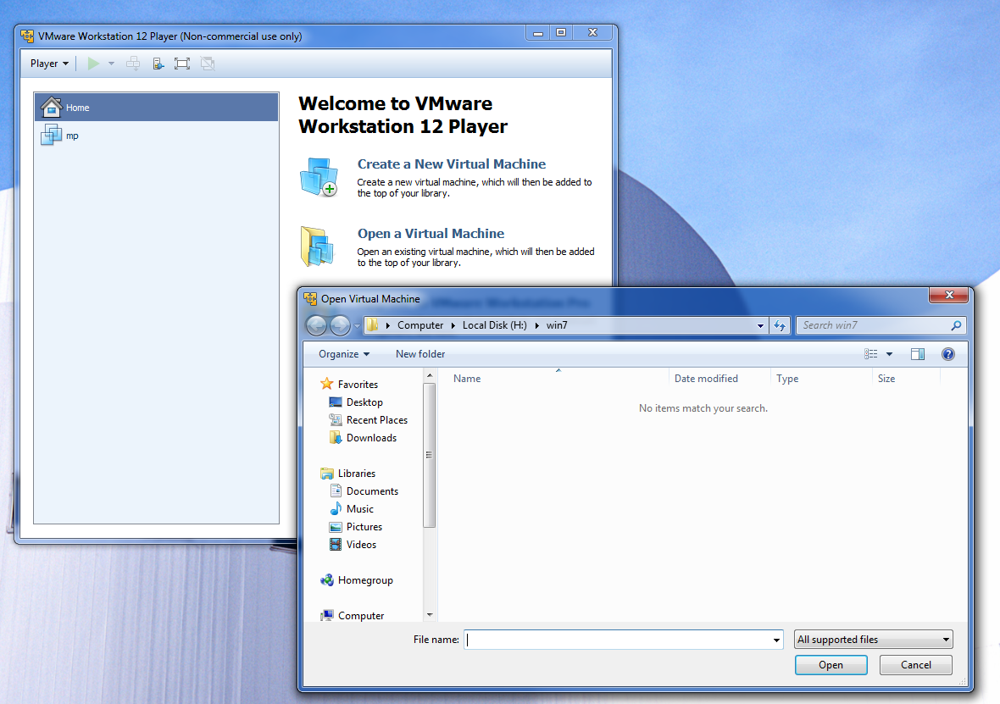 VMware Workstation 12 Player (Non-commercial use only)
Player
Home
mp
Welcome to VMware
Workstation 12 Player
Create a New Virtual Machine
Create a new virtual machine, which will then be added to
the top of your library.
Open a Virtual Machine
Open an existing virtual machine, which will then be added
to the top of your library.
Open Virtual Machine
VMware Workstation Pro
Computer Local Disk (H:) win7
Search win7
Organize New folder
Favorites
Desktop
Recent Places
Downloads
Libraries
Documents
Music
Pictures
Videos
Homegroup
Computer
Name Date modified Type Size
No items match your search.
File name: All supported files
Open Cancel